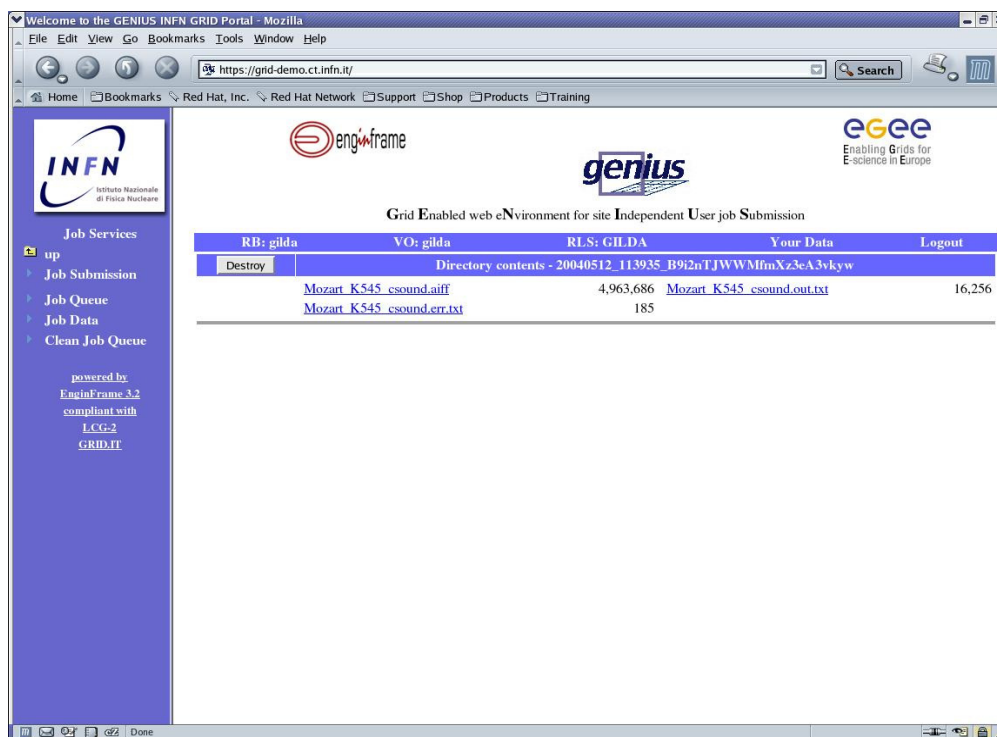 Welcome to the GENIUS INFN GRID Portal - Mozilla
File Edit View Go Bookmarks Tools Window Help
https://grid-demo.ct.infn.it/
Search
Home Bookmarks Red Hat, Inc. Red Hat Network Support Shop Products Training
INFN
Istituto Nazionale
di Fisica Nucleare
Job Services
up
Job Submission
Job Queue
Job Data
Clean Job Queue
powered by
EnginFrame 3.2
compliant with
LCG-2
GRID.IT
enginframe
genius
egee
Enabling Grids for
E-science in Europe
Grid Enabled web eNvironment for site Independent User job Submission
RB: gilda VO: gilda RLS: GILDA Your Data Logout
Destroy Directory contents - 20040512_113935_B9i2nTJWWMfmXz3eA3vkyw
Mozart_K545_csound.aiff 4,963,686 Mozart_K545_csound.out.txt 16,256
Mozart_K545_csound.err.txt 185
Done